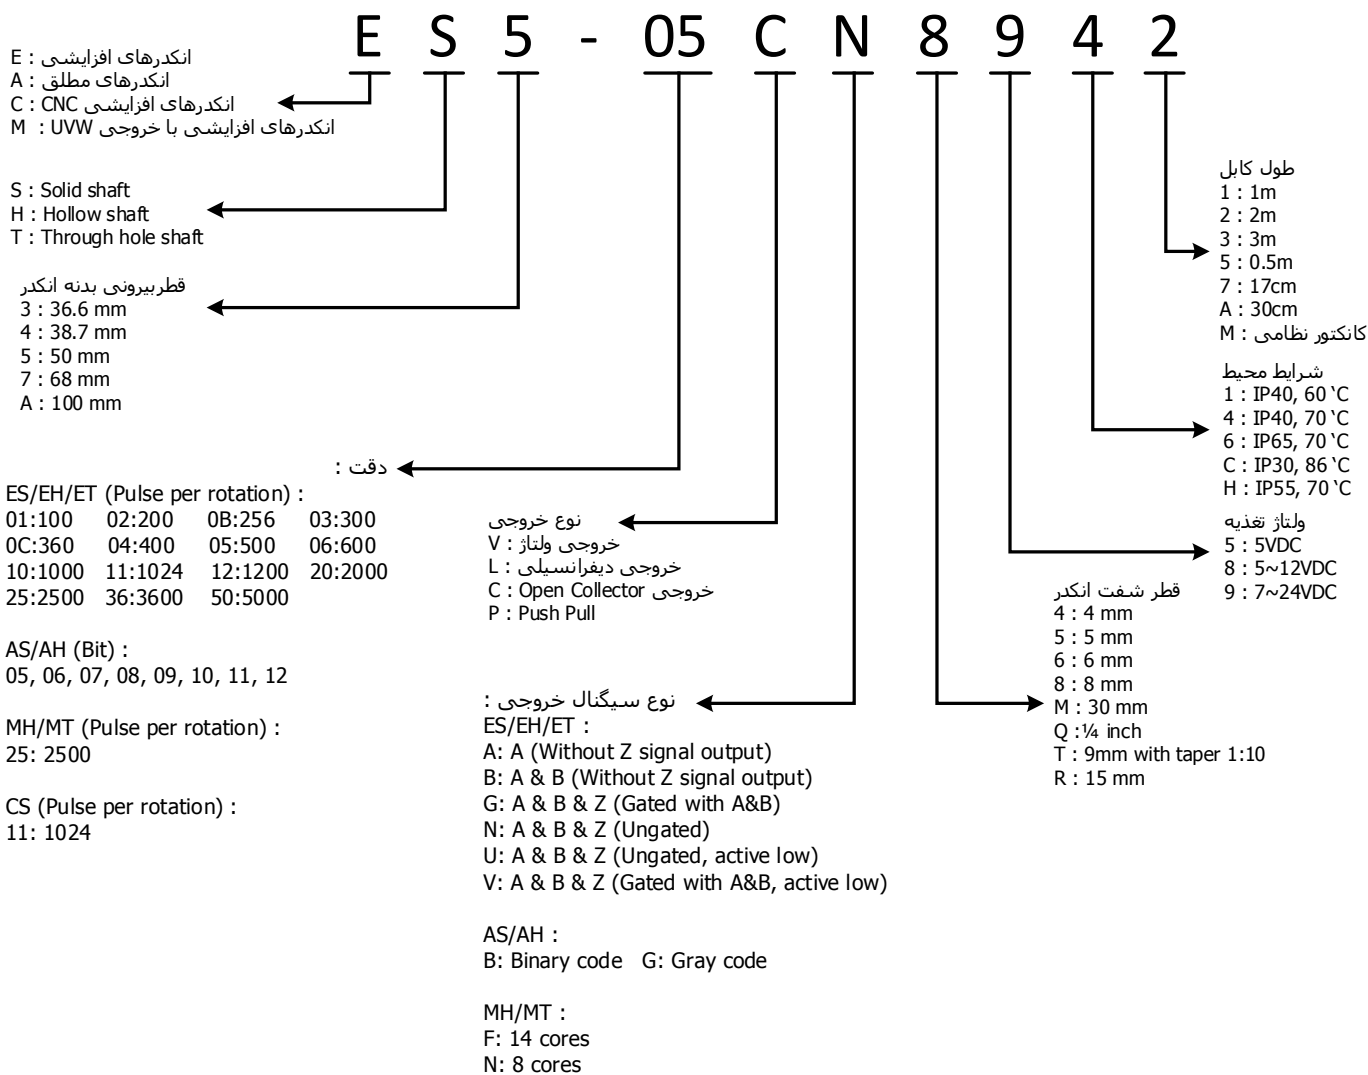 E S 5 - 05 C N 8 9 4 2
E : انکدرهای افزایشی
A : انکدرهای مطلق
C : CNC انکدرهای افزایشی
M : UVW انکدرهای افزایشی با خروجی
S : Solid shaft
H : Hollow shaft
T : Through hole shaft
قطربیرونی بدنه انکدر
3 : 36.6 mm
4 : 38.7 mm
5 : 50 mm
7 : 68 mm
A : 100 mm
دقت :
ES/EH/ET (Pulse per rotation) :
01:100 02:200 0B:256 03:300
0C:360 04:400 05:500 06:600
10:1000 11:1024 12:1200 20:2000
25:2500 36:3600 50:5000
AS/AH (Bit) :
05, 06, 07, 08, 09, 10, 11, 12
MH/MT (Pulse per rotation) :
25: 2500
CS (Pulse per rotation) :
11: 1024
نوع خروجی
V : خروجی ولتاژ
L : خروجی دیفرانسیلی
C : Open Collector خروجی
P : Push Pull
نوع سیگنال خروجی :
ES/EH/ET :
A: A (Without Z signal output)
B: A & B (Without Z signal output)
G: A & B & Z (Gated with A&B)
N: A & B & Z (Ungated)
U: A & B & Z (Ungated, active low)
V: A & B & Z (Gated with A&B, active low)
AS/AH :
B: Binary code G: Gray code
MH/MT :
F: 14 cores
N: 8 cores
قطر شفت انکدر
4 : 4 mm
5 : 5 mm
6 : 6 mm
8 : 8 mm
M : 30 mm
Q :¼ inch
T : 9mm with taper 1:10
R : 15 mm
ولتاژ تغذیه
5 : 5VDC
8 : 5~12VDC
9 : 7~24VDC
شرایط محیط
1 : IP40, 60 ‛C
4 : IP40, 70 ‛C
6 : IP65, 70 ‛C
C : IP30, 86 ‛C
H : IP55, 70 ‛C
طول کابل
1 : 1m
2 : 2m
3 : 3m
5 : 0.5m
7 : 17cm
A : 30cm
M : کانکتور نظامی